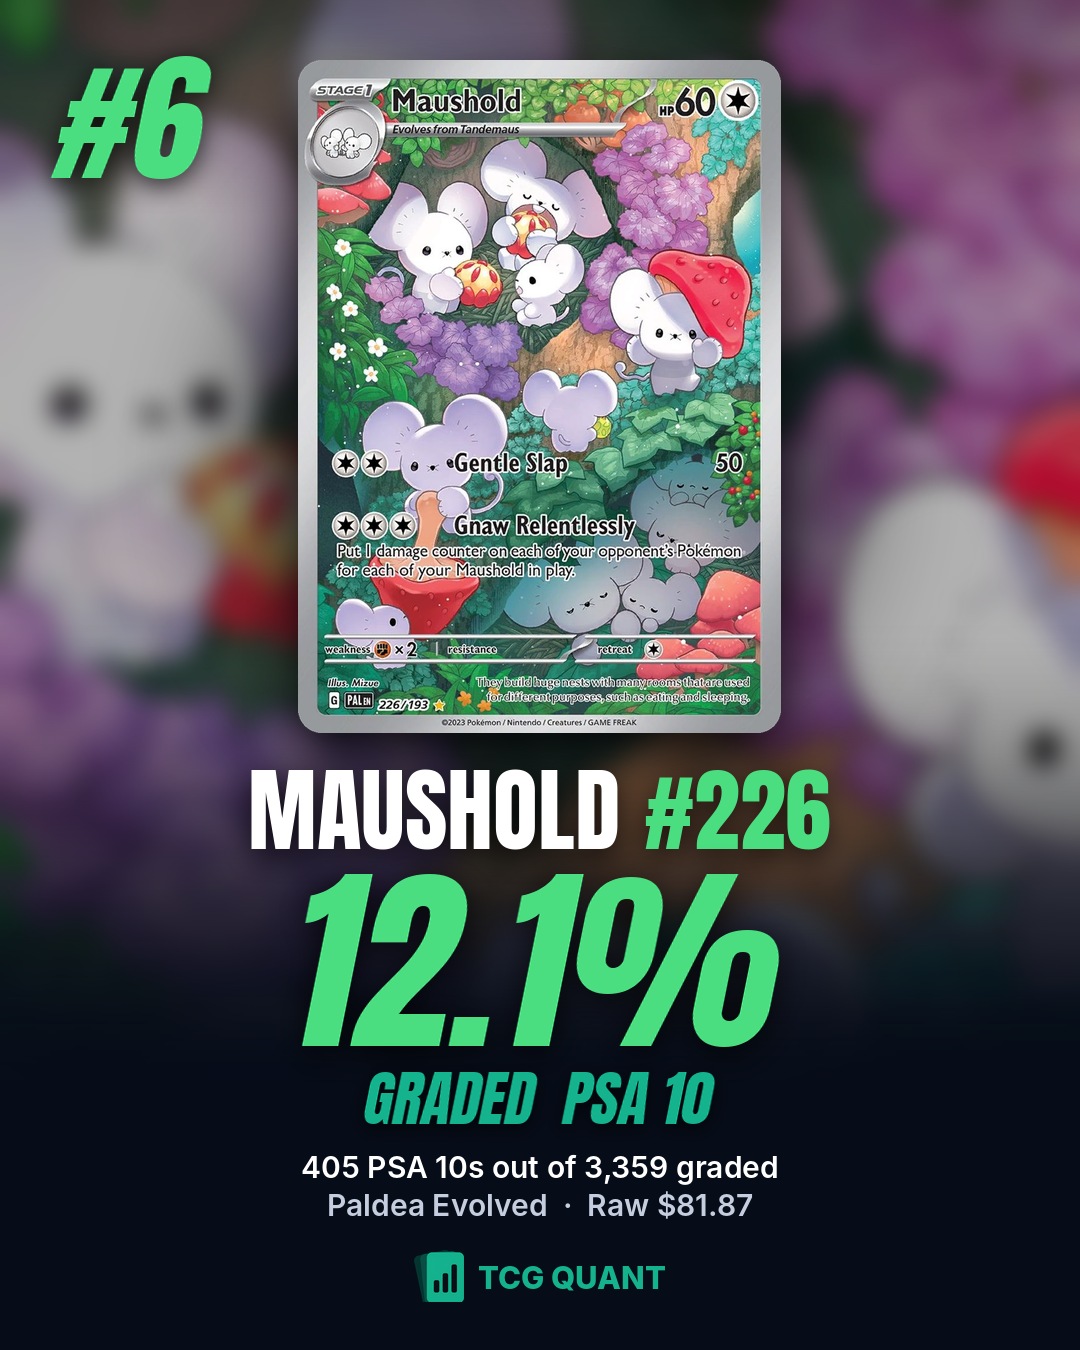 #6
STAGE1
Maushold
HP60
Evolves from Tandemaus
Gentle Slap 50
Gnaw Relentlessly
Put 1 damage counter on each of your opponent's Pokémon
for each of your Maushold in play.
weakness ×2 resistance retreat
Illus. Mizue
They build huge nests with many rooms that are used
for different purposes, such as eating and sleeping.
G PAL EN 226/193
©2023 Pokémon / Nintendo / Creatures / GAME FREAK
MAUSHOLD #226
12.1%
GRADED PSA 10
405 PSA 10s out of 3,359 graded
Paldea Evolved · Raw $81.87
TCG QUANT